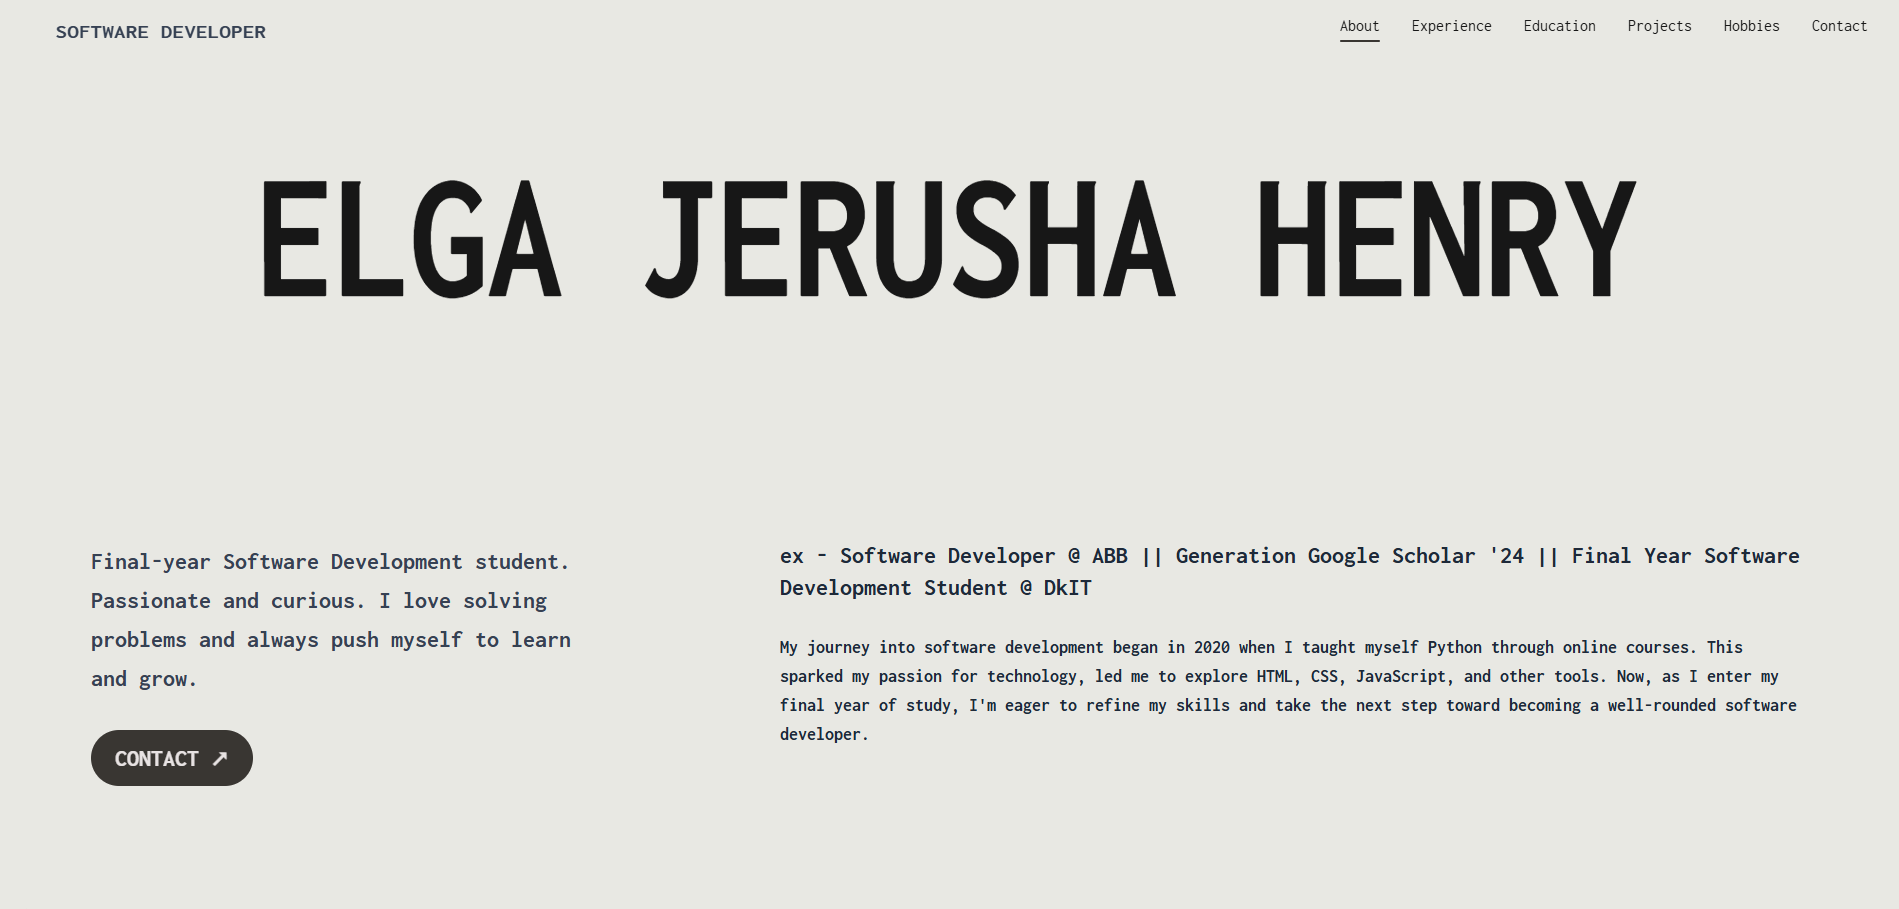 SOFTWARE DEVELOPER
About Experience Education Projects Hobbies Contact
ELGA JERUSHA HENRY
Final-year Software Development student.
Passionate and curious. I love solving
problems and always push myself to learn
and grow.
CONTACT ↗
ex - Software Developer @ ABB || Generation Google Scholar '24 || Final Year Software
Development Student @ DkIT
My journey into software development began in 2020 when I taught myself Python through online courses. This
sparked my passion for technology, led me to explore HTML, CSS, JavaScript, and other tools. Now, as I enter my
final year of study, I'm eager to refine my skills and take the next step toward becoming a well-rounded software
developer.